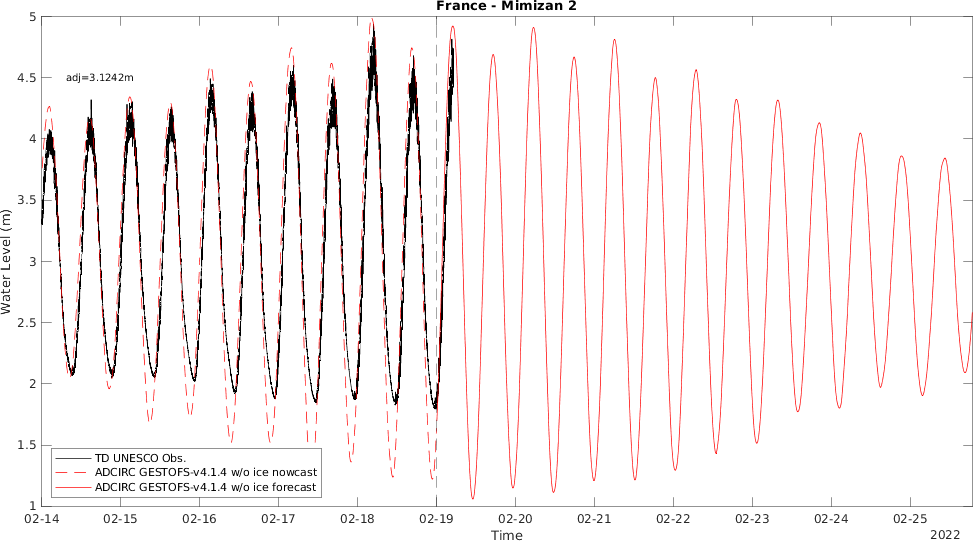 France - Mimizan 2
5
4.5
4
3.5
3
2.5
2
1.5
1
Water Level (m)
adj=3.1242m
TD UNESCO Obs.
ADCIRC GESTOFS-v4.1.4 w/o ice nowcast
ADCIRC GESTOFS-v4.1.4 w/o ice forecast
02-14 02-15 02-16 02-17 02-18 02-19 02-20 02-21 02-22 02-23 02-24 02-25
Time
2022